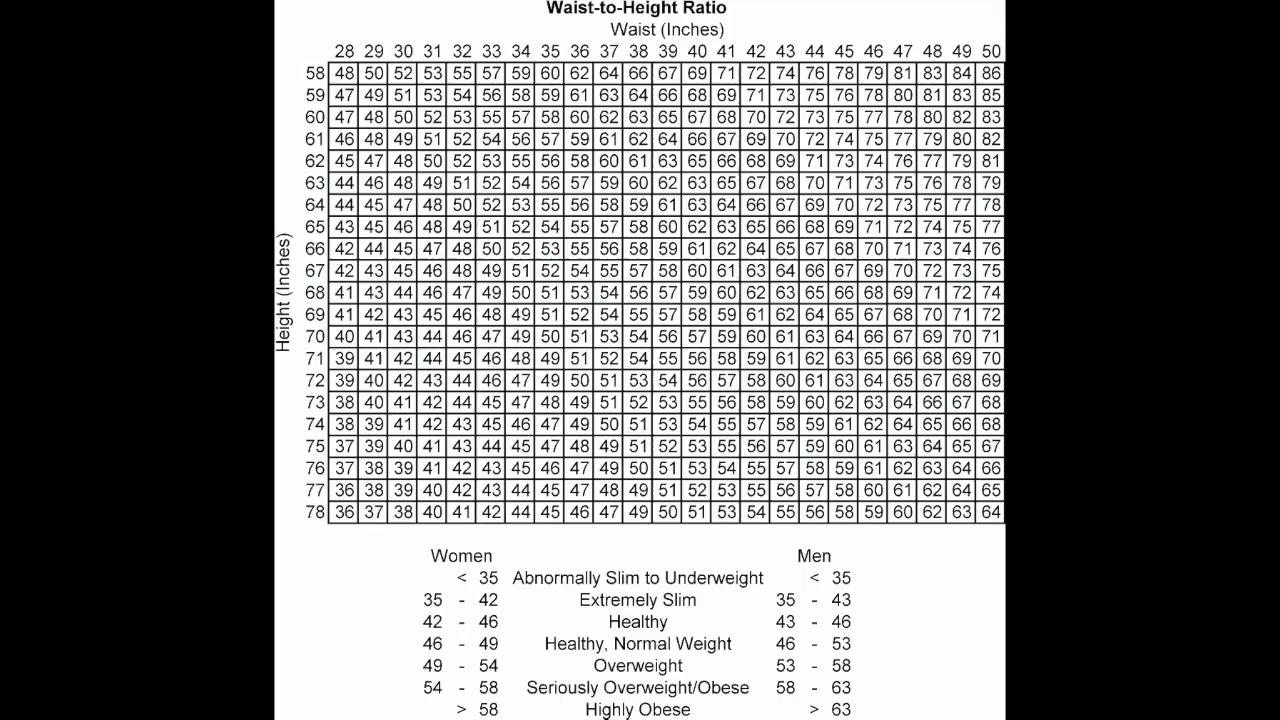 Waist-to-Height Ratio
Waist (Inches)
28 29 30 31 32 33 34 35 36 37 38 39 40 41 42 43 44 45 46 47 48 49 50
58 48 50 52 53 55 57 59 60 62 64 66 67 69 71 72 74 76 78 79 81 83 84 86
59 47 49 51 53 54 56 58 59 61 63 64 66 68 69 71 73 75 76 78 80 81 83 85
60 47 48 50 52 53 55 57 58 60 62 63 65 67 68 70 72 73 75 77 78 80 82 83
61 46 48 49 51 52 54 56 57 59 61 62 64 66 67 69 70 72 74 75 77 79 80 82
62 45 47 48 50 52 53 55 56 58 60 61 63 65 66 68 69 71 73 74 76 77 79 81
63 44 46 48 49 51 52 54 56 57 59 60 62 63 65 67 68 70 71 73 75 76 78 79
64 44 45 47 48 50 52 53 55 56 58 59 61 63 64 66 67 69 70 72 73 75 77 78
65 43 45 46 48 49 51 52 54 55 57 58 60 62 63 65 66 68 69 71 72 74 75 77
66 42 44 45 47 48 50 52 53 55 56 58 59 61 62 64 65 67 68 70 71 73 74 76
Height (Inches)
67 42 43 45 46 48 49 51 52 54 55 57 58 60 61 63 64 66 67 69 70 72 73 75
68 41 43 44 46 47 49 50 51 53 54 56 57 59 60 62 63 65 66 68 69 71 72 74
69 41 42 43 45 46 48 49 51 52 54 55 57 58 59 61 62 64 65 67 68 70 71 72
70 40 41 43 44 46 47 49 50 51 53 54 56 57 59 60 61 63 64 66 67 69 70 71
71 39 41 42 44 45 46 48 49 51 52 54 55 56 58 59 61 62 63 65 66 68 69 70
72 39 40 42 43 44 46 47 49 50 51 53 54 56 57 58 60 61 63 64 65 67 68 69
73 38 40 41 42 44 45 47 48 49 51 52 53 55 56 58 59 60 62 63 64 66 67 68
74 38 39 41 42 43 45 46 47 49 50 51 53 54 55 57 58 59 61 62 64 65 66 68
75 37 39 40 41 43 44 45 47 48 49 51 52 53 55 56 57 59 60 61 63 64 65 67
76 37 38 39 41 42 43 45 46 47 49 50 51 53 54 55 57 58 59 61 62 63 64 66
77 36 38 39 40 42 43 44 45 47 48 49 51 52 53 55 56 57 58 60 61 62 64 65
78 36 37 38 40 41 42 44 45 46 47 49 50 51 53 54 55 56 58 59 60 62 63 64
Women Men
< 35 Abnormally Slim to Underweight < 35
35 - 42 Extremely Slim 35 - 43
42 - 46 Healthy 43 - 46
46 - 49 Healthy, Normal Weight 46 - 53
49 - 54 Overweight 53 - 58
54 - 58 Seriously Overweight/Obese 58 - 63
> 58 Highly Obese > 63